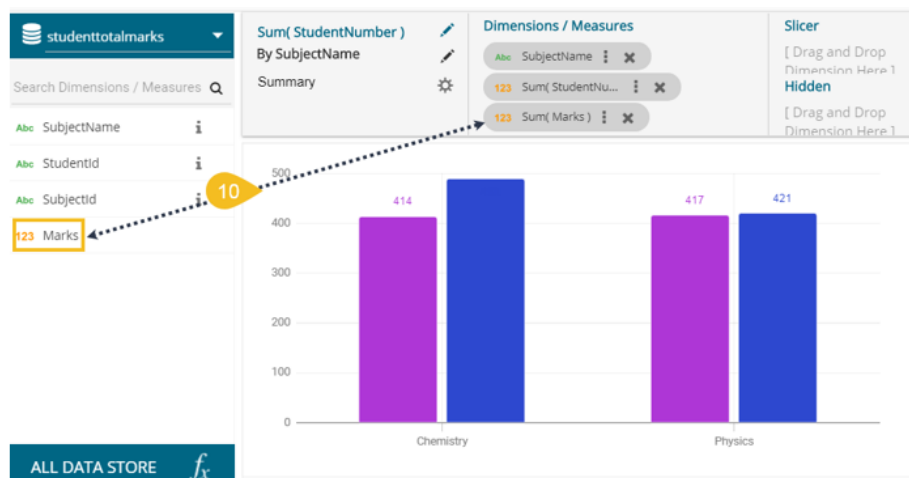 studenttotalmarks
Search Dimensions / Measures
Abc SubjectName i
Abc StudentId i
Abc SubjectId i
123 Marks
10
ALL DATA STORE fx
Sum( StudentNumber )
By SubjectName
Summary
Dimensions / Measures
Abc SubjectName
123 Sum( StudentNu...
123 Sum( Marks )
Slicer
[ Drag and Drop
Dimension Here ]
Hidden
[ Drag and Drop
Dimension Here ]
500
400
300
200
100
0
414
417
421
Chemistry
Physics